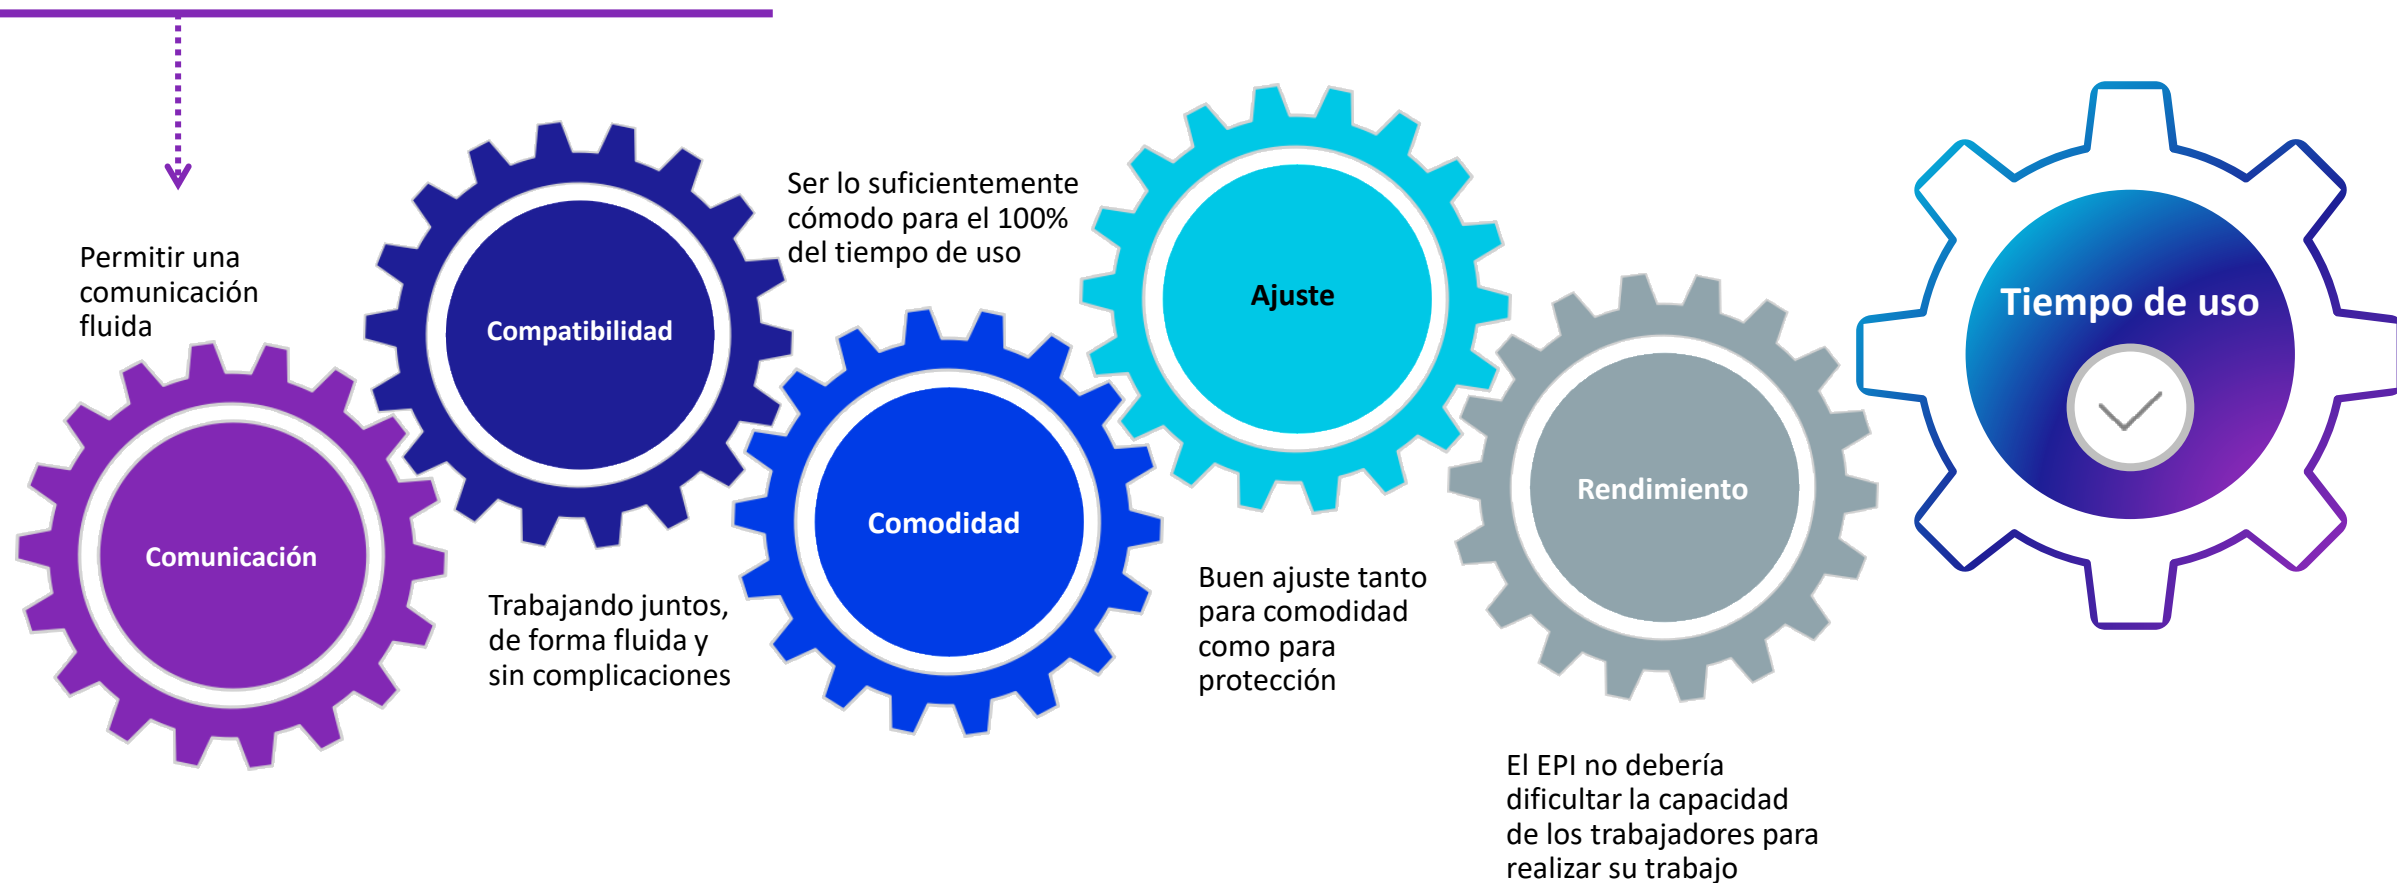 Permitir una
comunicación
fluida
Comunicación
Compatibilidad
Trabajando juntos,
de forma fluida y
sin complicaciones
Ser lo suficientemente
cómodo para el 100%
del tiempo de uso
Comodidad
Ajuste
Buen ajuste tanto
para comodidad
como para
protección
Rendimiento
El EPI no debería
dificultar la capacidad
de los trabajadores para
realizar su trabajo
Tiempo de uso